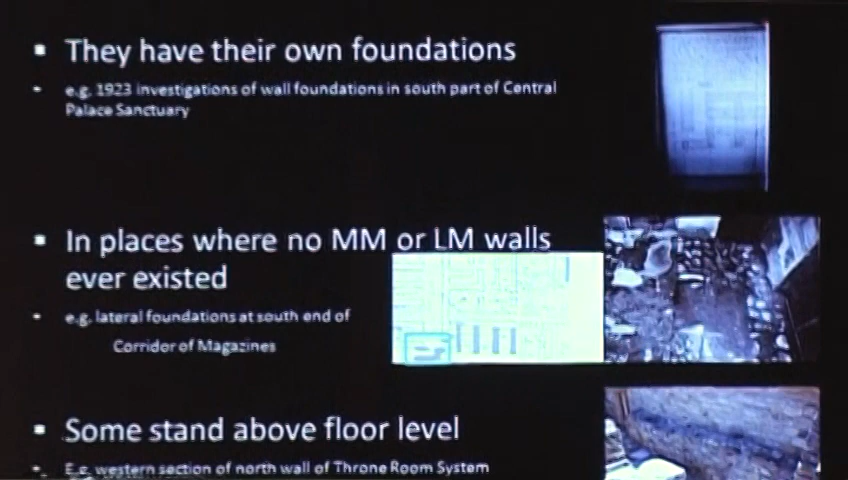 They have their own foundations
e.g. 1923 investigations of wall foundations in south part of Central
Palace Sanctuary
In places where no MM or LM walls
ever existed
e.g. lateral foundations at south end of
Corridor of Magazines
Some stand above floor level
E.g. western section of north wall of Throne Room System